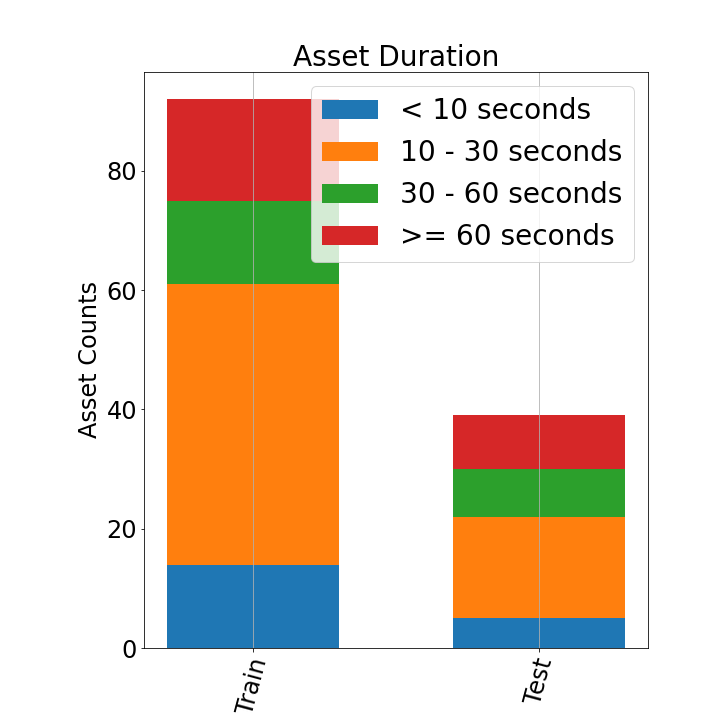 Asset Duration
< 10 seconds
10 - 30 seconds
30 - 60 seconds
>= 60 seconds
Asset Counts
80
60
40
20
0
Train
Test